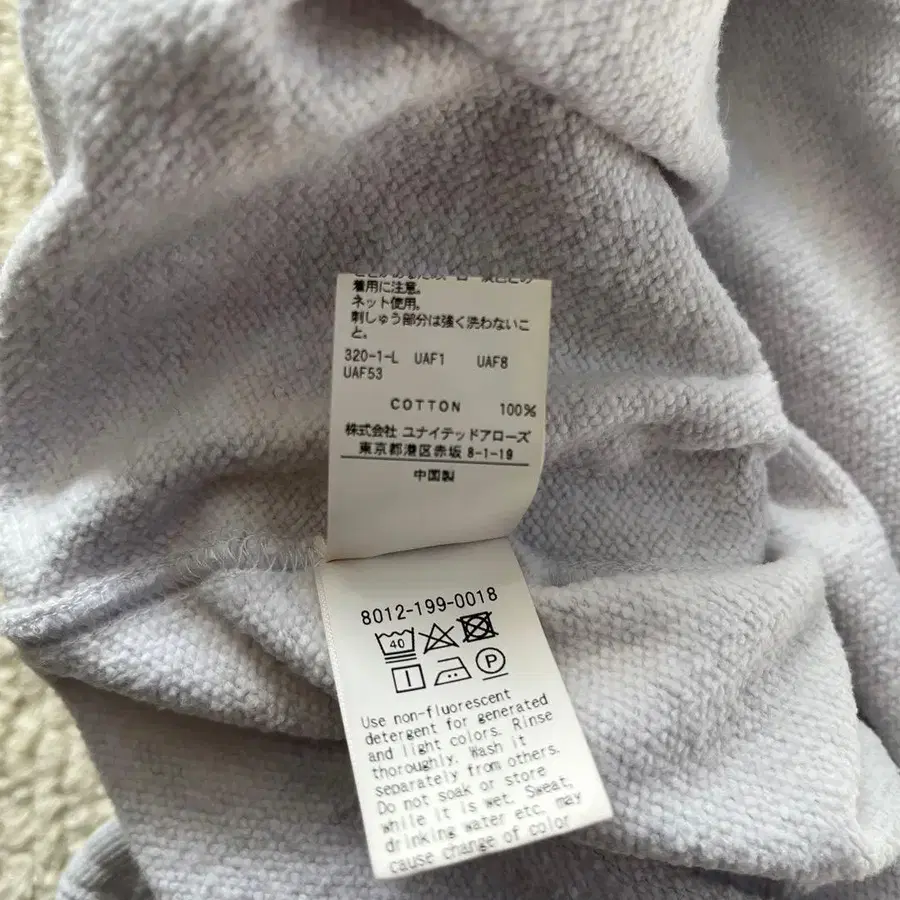 着用に注意。
ネット使用。
刺しゅう部分は強く洗わないこ
と。
320-1-L UAF1 UAF8
UAF53
COTTON 100%
株式会社 ユナイテッドアローズ
東京都港区赤坂 8-1-19
中国製
8012-199-0018
40
P
Use non-fluorescent
detergent for generated
and light colors. Rinse
thoroughly. Wash it
separately from others.
Do not soak or store
while it is wet. Sweat,
drinking water etc. may
cause change of color